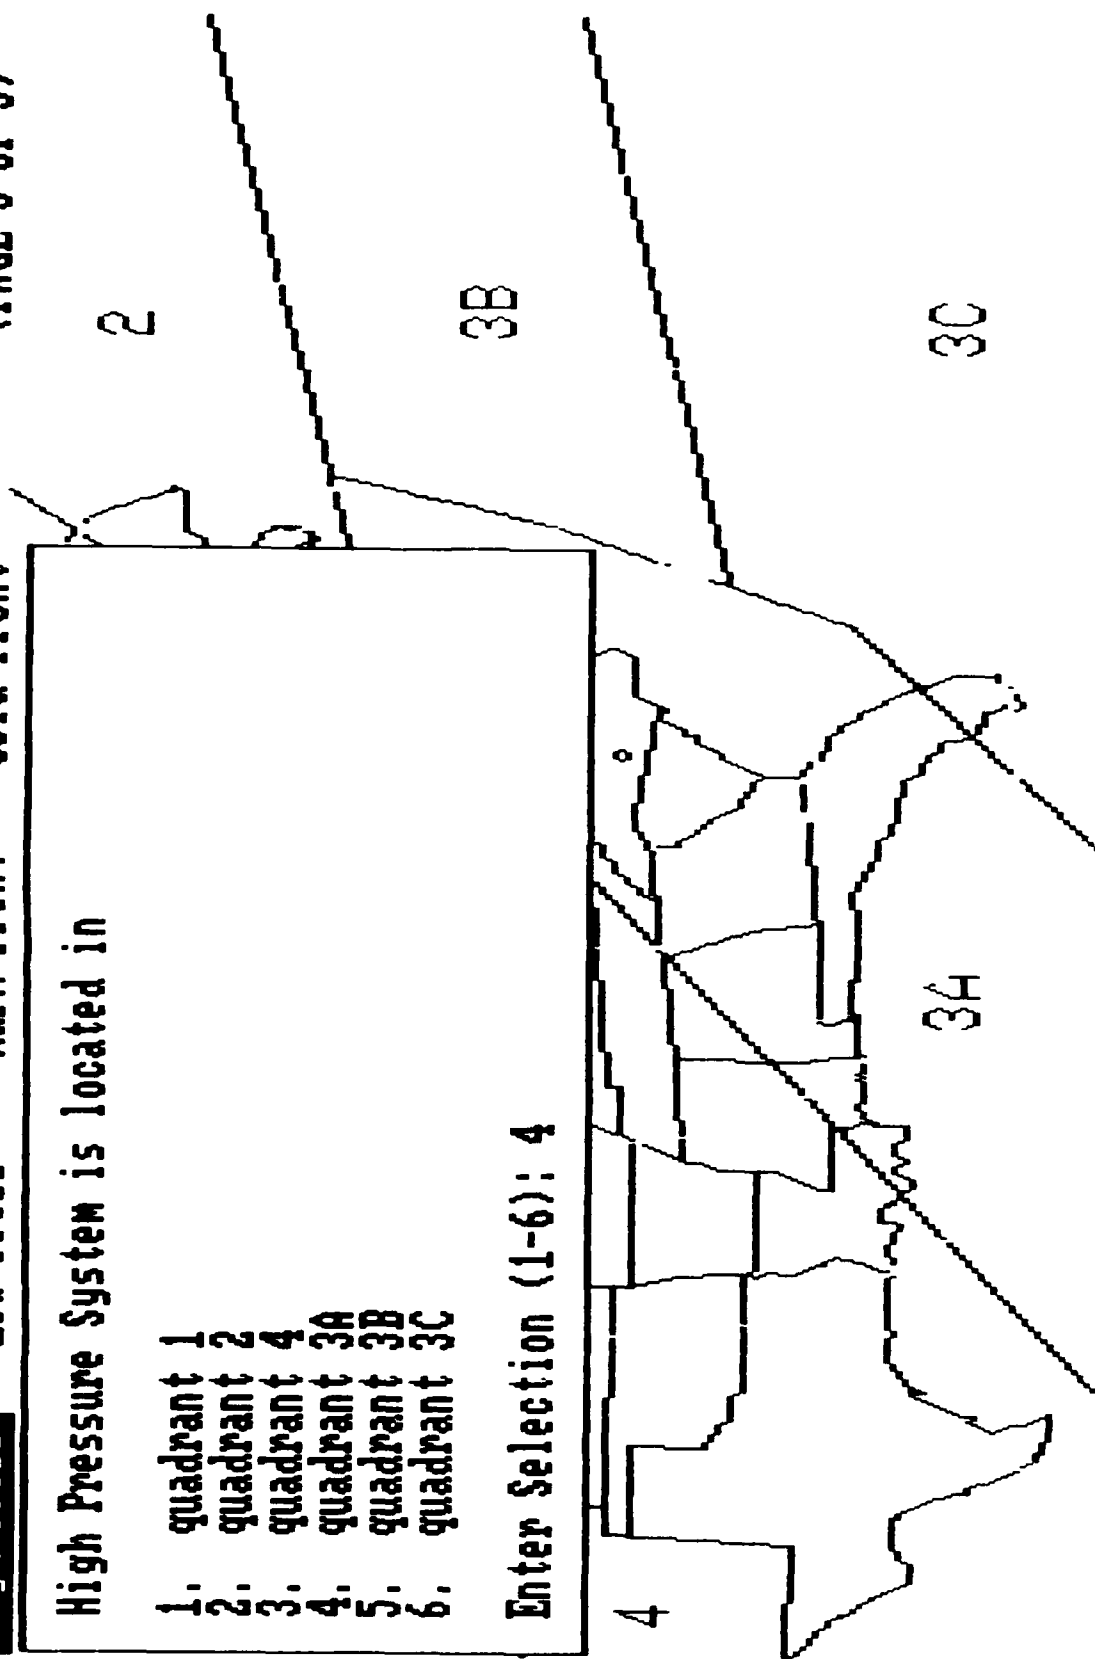 High Pressure System is located in
1. quadrant 1
2. quadrant 2
3. quadrant 4
4. quadrant 3A
5. quadrant 3B
6. quadrant 3C
Enter Selection (1-6): 4
2
3B
3C
3A
4